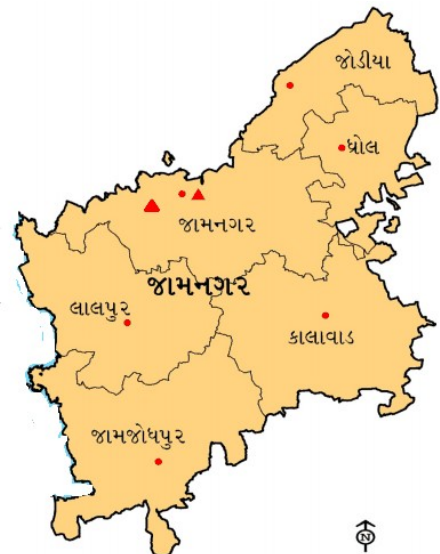 જોડીયા
ધ્રોલ
જામનગર
જામનગર
લાલપુર
કાલાવાડ
જામજોધપુર
N